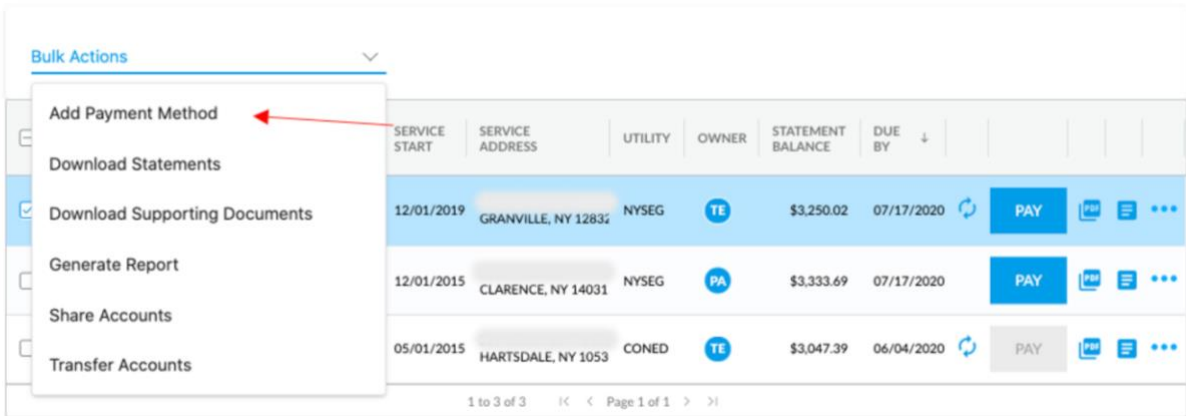 Bulk Actions
Add Payment Method
Download Statements
Download Supporting Documents
Generate Report
Share Accounts
Transfer Accounts
SERVICE START SERVICE ADDRESS UTILITY OWNER STATEMENT BALANCE DUE BY ↓
12/01/2019 GRANVILLE, NY 12832 NYSEG TE $3,250.02 07/17/2020 PAY PDF
12/01/2015 CLARENCE, NY 14031 NYSEG PA $3,333.69 07/17/2020 PAY PDF
05/01/2015 HARTSDALE, NY 1053 CONED TE $3,047.39 06/04/2020 PAY PDF
1 to 3 of 3 |< < Page 1 of 1 > >|